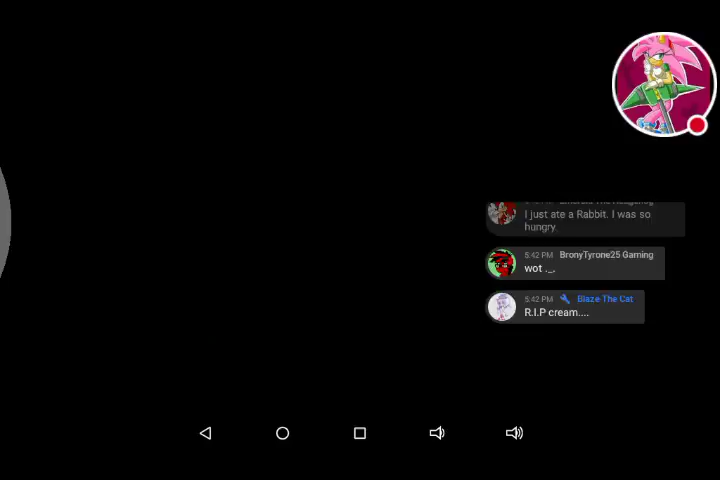 I just ate a Rabbit. I was so
hungry.
5:42 PM BronyTyrone25 Gaming
wot ._.
5:42 PM Blaze The Cat
R.I.P cream....